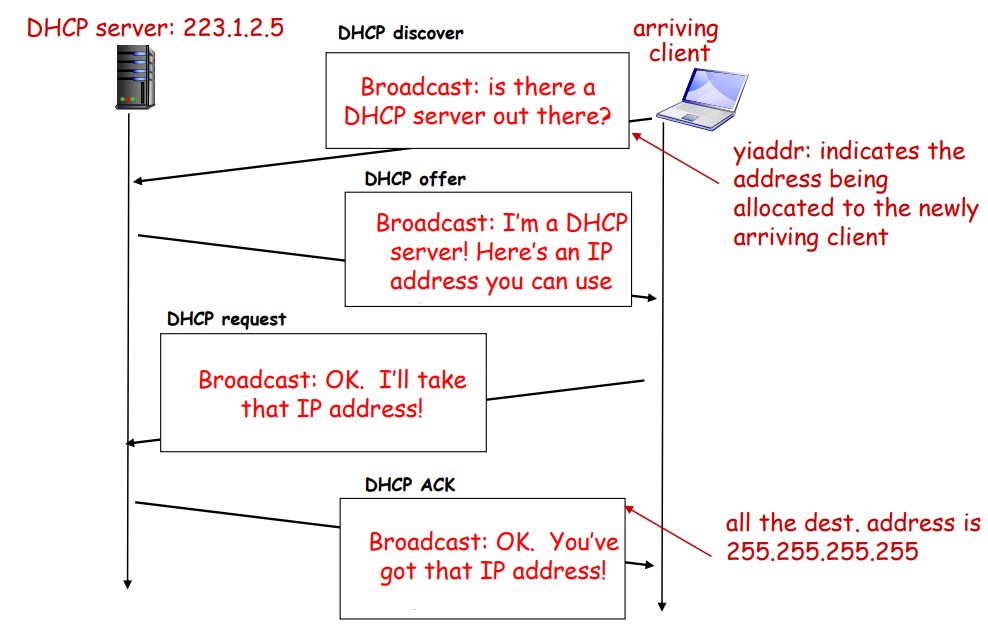 DHCP server: 223.1.2.5
DHCP discover
arriving
client
Broadcast: is there a
DHCP server out there?
yiaddr: indicates the
address being
allocated to the newly
arriving client
DHCP offer
Broadcast: I'm a DHCP
server! Here's an IP
address you can use
DHCP request
Broadcast: OK. I'll take
that IP address!
DHCP ACK
Broadcast: OK. You've
got that IP address!
all the dest. address is
255.255.255.255